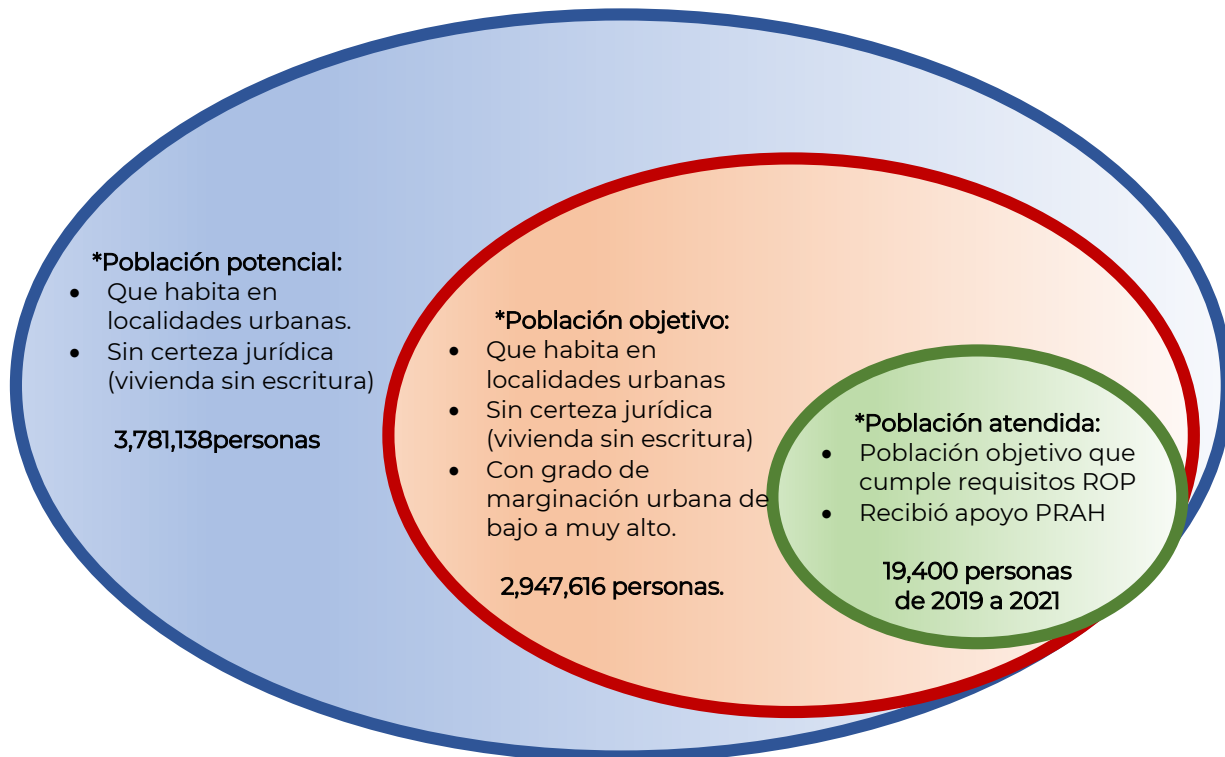 *Población potencial:
• Que habita en
localidades urbanas.
• Sin certeza jurídica
(vivienda sin escritura)
3,781,138personas
*Población objetivo:
• Que habita en
localidades urbanas
• Sin certeza jurídica
(vivienda sin escritura)
• Con grado de
marginación urbana de
bajo a muy alto.
2,947,616 personas.
*Población atendida:
• Población objetivo que
cumple requisitos ROP
• Recibió apoyo PRAH
19,400 personas
de 2019 a 2021